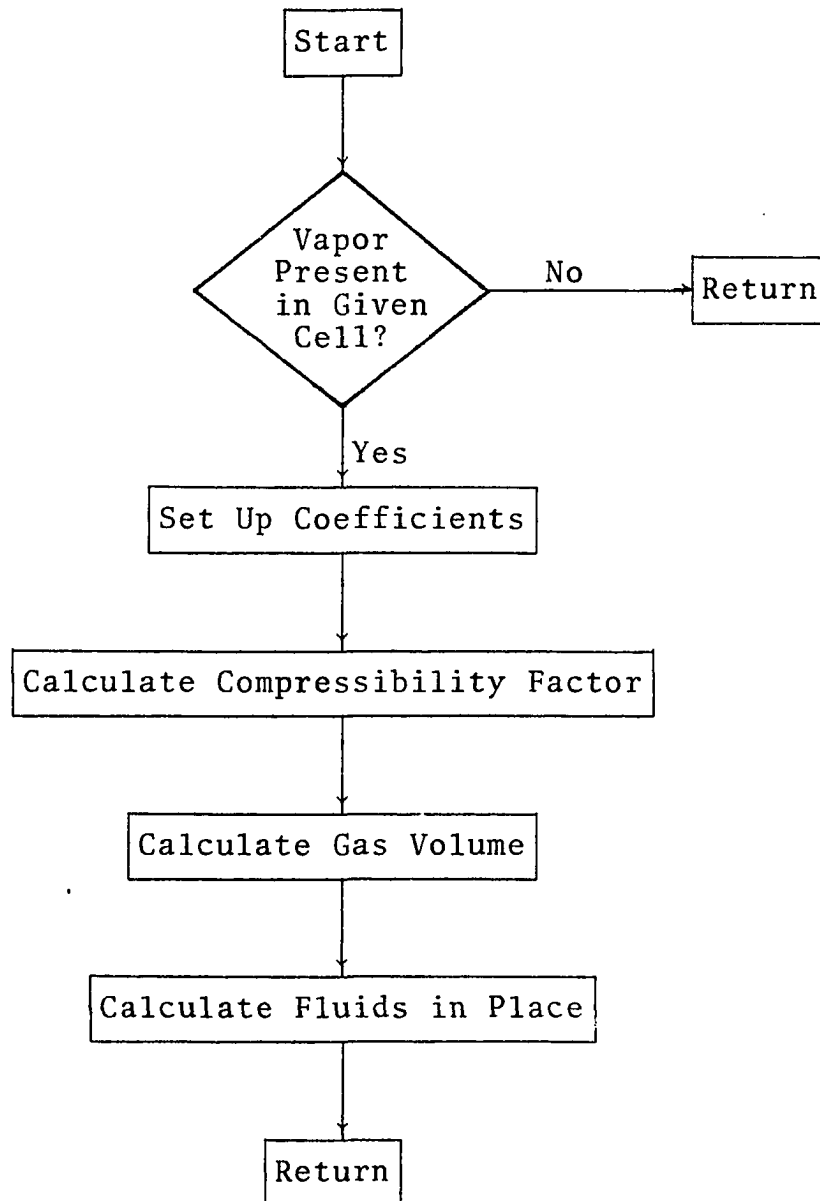 Start
Vapor
Present
in Given
Cell?
No
Return
Yes
Set Up Coefficients
Calculate Compressibility Factor
Calculate Gas Volume
Calculate Fluids in Place
Return